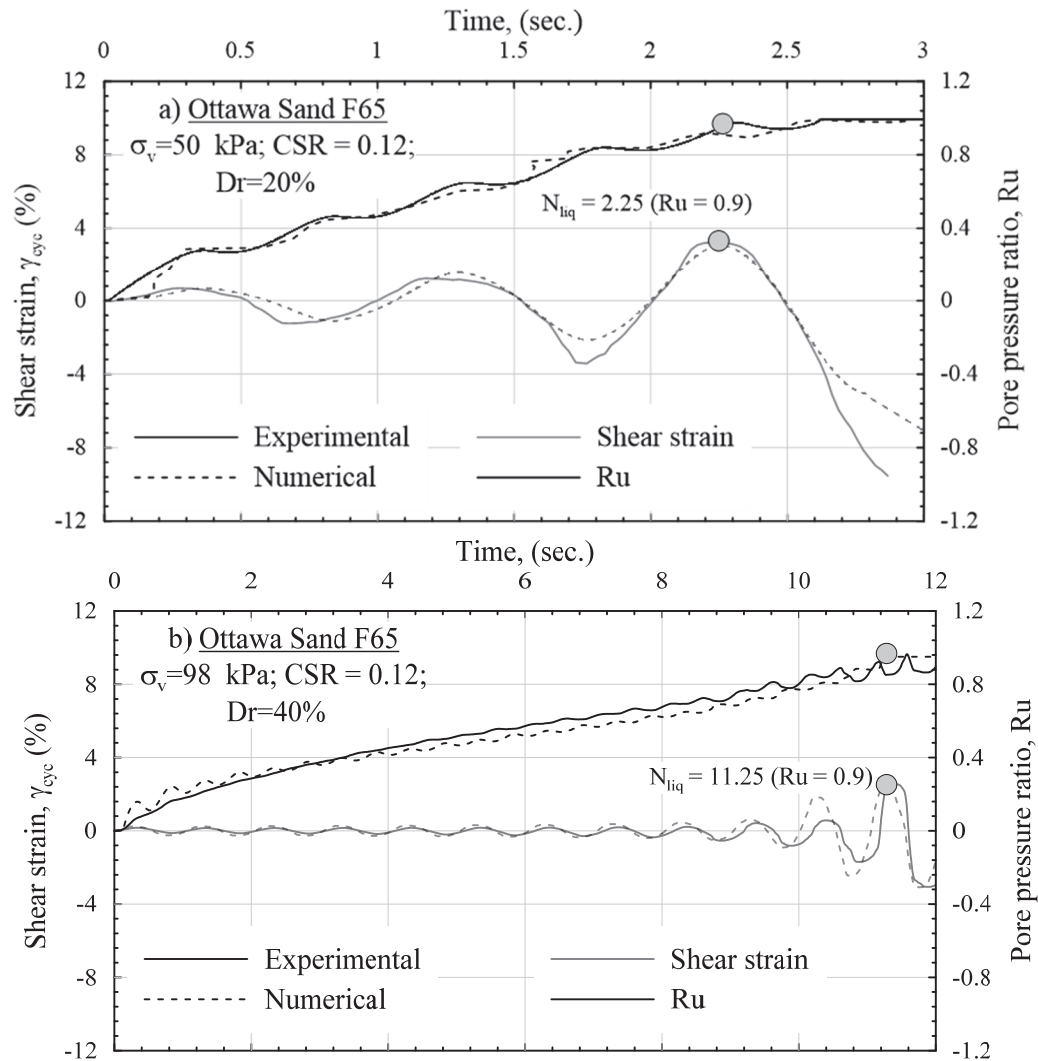 Time, (sec.)
0 0.5 1 1.5 2 2.5 3
12 1.2
a) Ottawa Sand F65
σv=50 kPa; CSR = 0.12;
Dr=20%
8 0.8
Nliq = 2.25 (Ru = 0.9)
4 0.4
Shear strain, γcyc (%)
Pore pressure ratio, Ru
0 0
-4 -0.4
Experimental Shear strain
-8 -0.8
Numerical Ru
-12 -1.2
Time, (sec.)
0 2 4 6 8 10 12
12 1.2
b) Ottawa Sand F65
σv=98 kPa; CSR = 0.12;
Dr=40%
8 0.8
Nliq = 11.25 (Ru = 0.9)
4 0.4
Shear strain, γcyc (%)
Pore pressure ratio, Ru
0 0
-4 -0.4
Experimental Shear strain
-8 -0.8
Numerical Ru
-12 -1.2